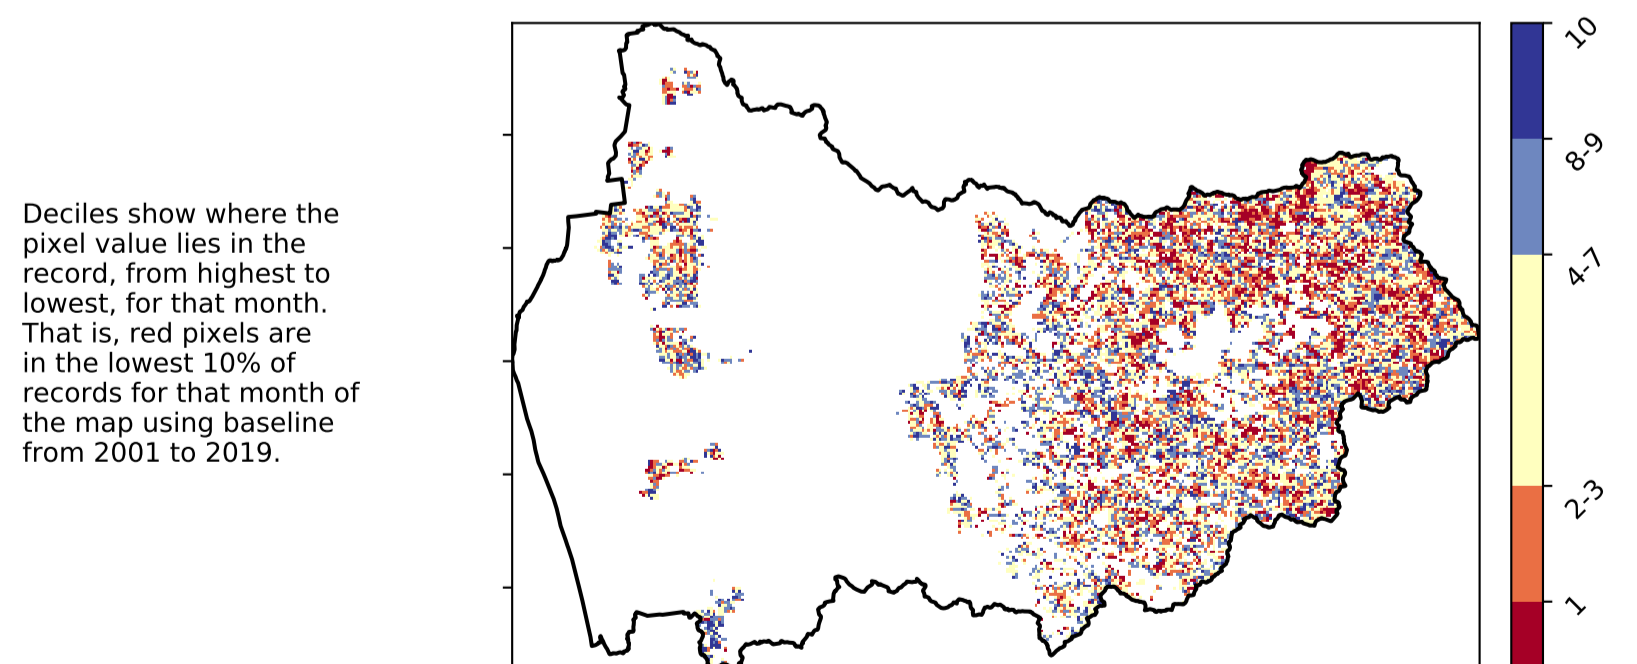 Deciles show where the
pixel value lies in the
record, from highest to
lowest, for that month.
That is, red pixels are
in the lowest 10% of
records for that month of
the map using baseline
from 2001 to 2019.
10
8-9
4-7
2-3
1